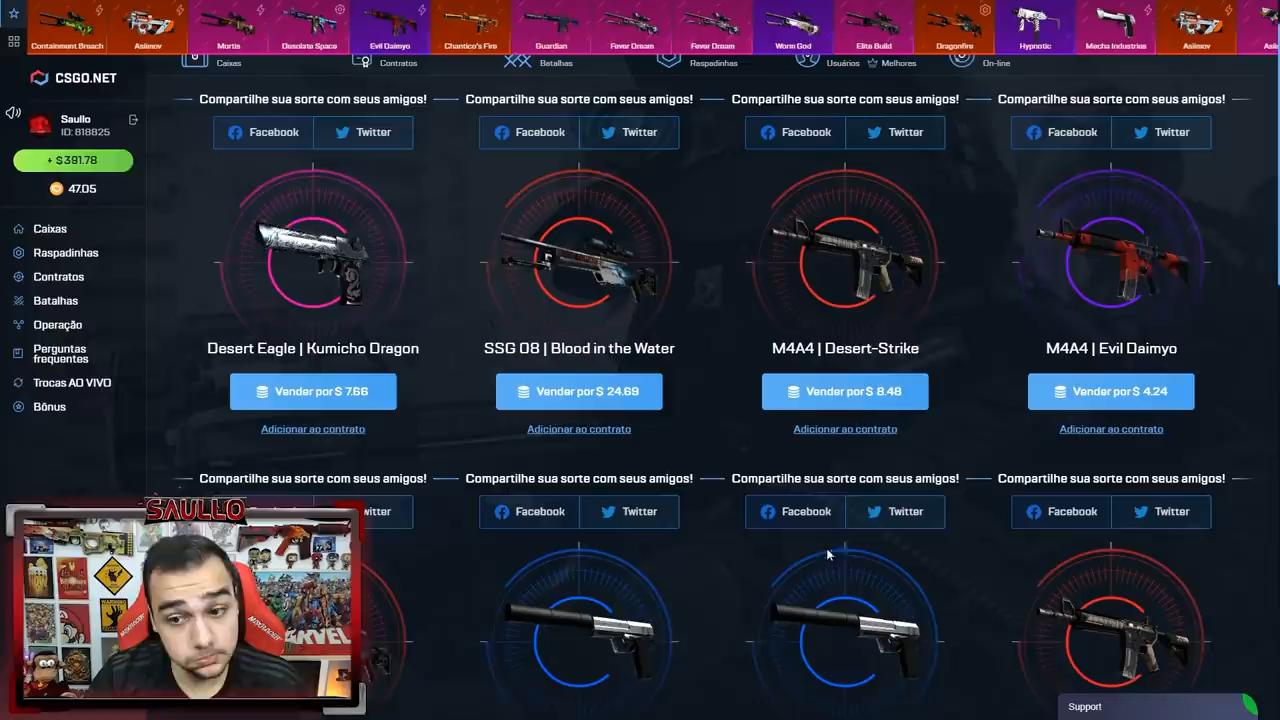 Containment Breach
Asiimov
Mortis
Desolate Space
Evil Daimyo
Chantico's Fire
Guardian
Fever Dream
Fever Dream
Worm God
Elite Build
Dragonfire
Hypnotic
Mecha Industries
Asiimov
CSGO.NET
Caixas
Contratos
Batalhas
Raspadinhas
Usuários
Melhores
On-line
Saullo
ID: 818825
+ $391.78
47.05
Caixas
Raspadinhas
Contratos
Batalhas
Operação
Perguntas
frequentes
Trocas AO VIVO
Bônus
Compartilhe sua sorte com seus amigos!
Compartilhe sua sorte com seus amigos!
Compartilhe sua sorte com seus amigos!
Compartilhe sua sorte com seus amigos!
Facebook
Twitter
Facebook
Twitter
Facebook
Twitter
Facebook
Twitter
Desert Eagle | Kumicho Dragon
SSG 08 | Blood in the Water
M4A4 | Desert-Strike
M4A4 | Evil Daimyo
Vender por $ 7.66
Vender por $ 24.69
Vender por $ 8.48
Vender por $ 4.24
Adicionar ao contrato
Adicionar ao contrato
Adicionar ao contrato
Adicionar ao contrato
Compartilhe sua sorte com seus amigos!
Compartilhe sua sorte com seus amigos!
Compartilhe sua sorte com seus amigos!
Compartilhe sua sorte com seus amigos!
Facebook
Twitter
Facebook
Twitter
Facebook
Twitter
SAULLO
WARNING
MARVEL
Support